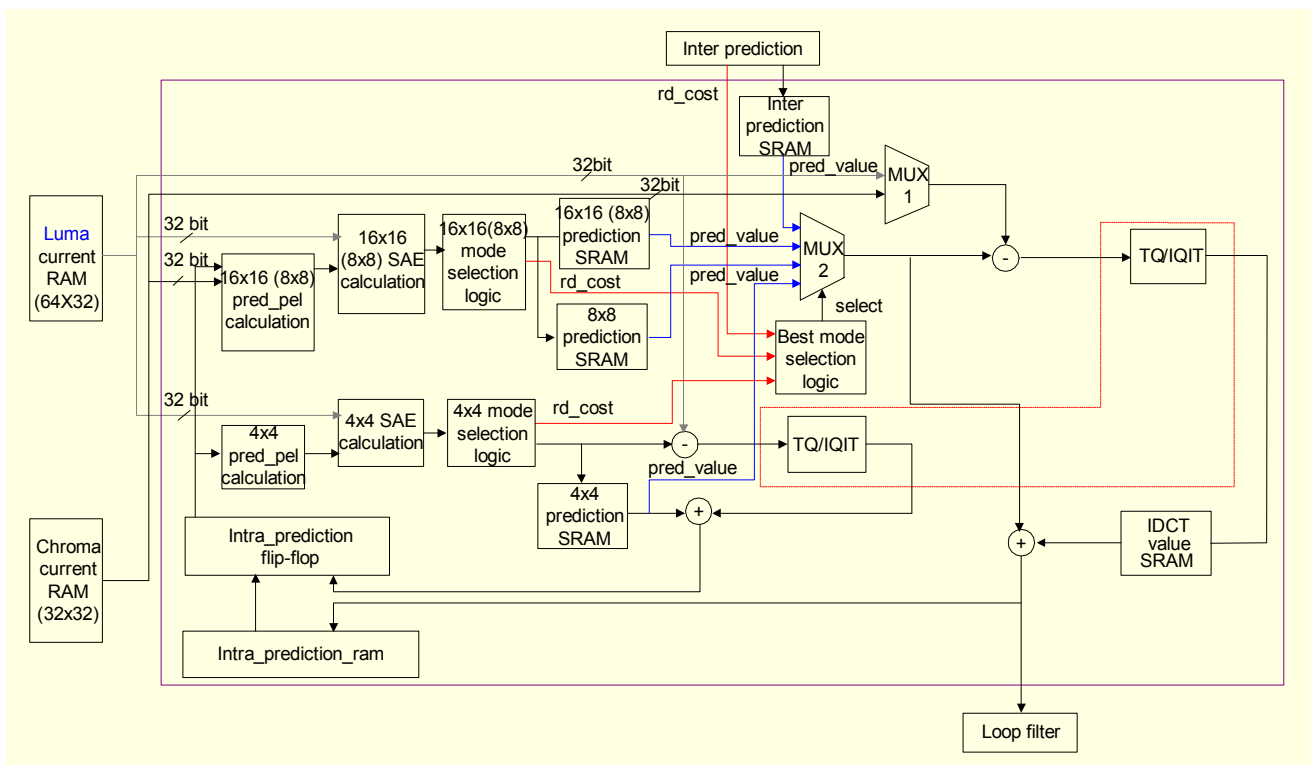 Inter prediction
rd_cost
Inter
prediction
SRAM
32bit
pred_value
MUX
1
32bit
Luma
current
RAM
(64X32)
32 bit
32 bit
16x16 (8x8)
pred_pel
calculation
16x16
(8x8) SAE
calculation
16x16(8x8)
mode
selection
logic
16x16 (8x8)
prediction
SRAM
pred_value
pred_value
rd_cost
MUX
2
select
8x8
prediction
SRAM
Best mode
selection
logic
TQ/IQIT
32 bit
4x4
pred_pel
calculation
4x4 SAE
calculation
4x4 mode
selection
logic
rd_cost
-
-
TQ/IQIT
pred_value
4x4
prediction
SRAM
+
+
IDCT
value
SRAM
Chroma
current
RAM
(32x32)
Intra_prediction
flip-flop
Intra_prediction_ram
Loop filter